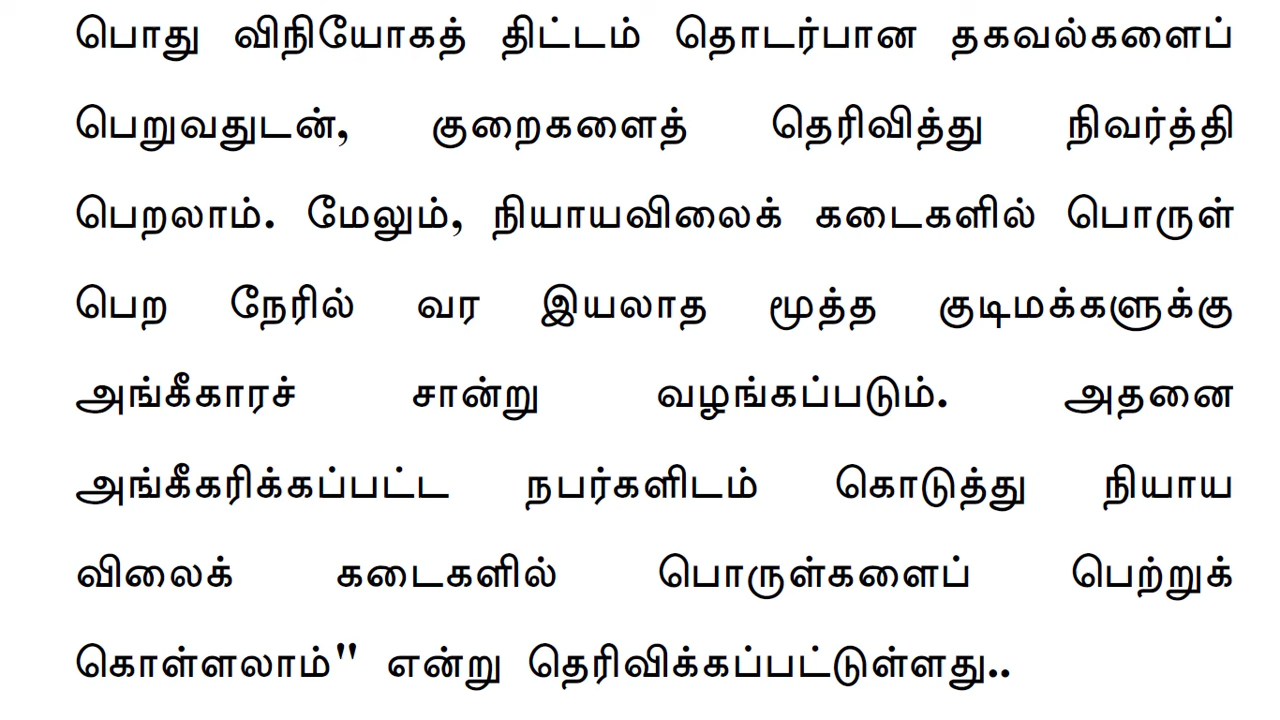 பொது விநியோகத் திட்டம் தொடர்பான தகவல்களைப்
பெறுவதுடன், குறைகளைத் தெரிவித்து நிவர்த்தி
பெறலாம். மேலும், நியாயவிலைக் கடைகளில் பொருள்
பெற நேரில் வர இயலாத மூத்த குடிமக்களுக்கு
அங்கீகாரச் சான்று வழங்கப்படும். அதனை
அங்கீகரிக்கப்பட்ட நபர்களிடம் கொடுத்து நியாய
விலைக் கடைகளில் பொருள்களைப் பெற்றுக்
கொள்ளலாம்" என்று தெரிவிக்கப்பட்டுள்ளது..